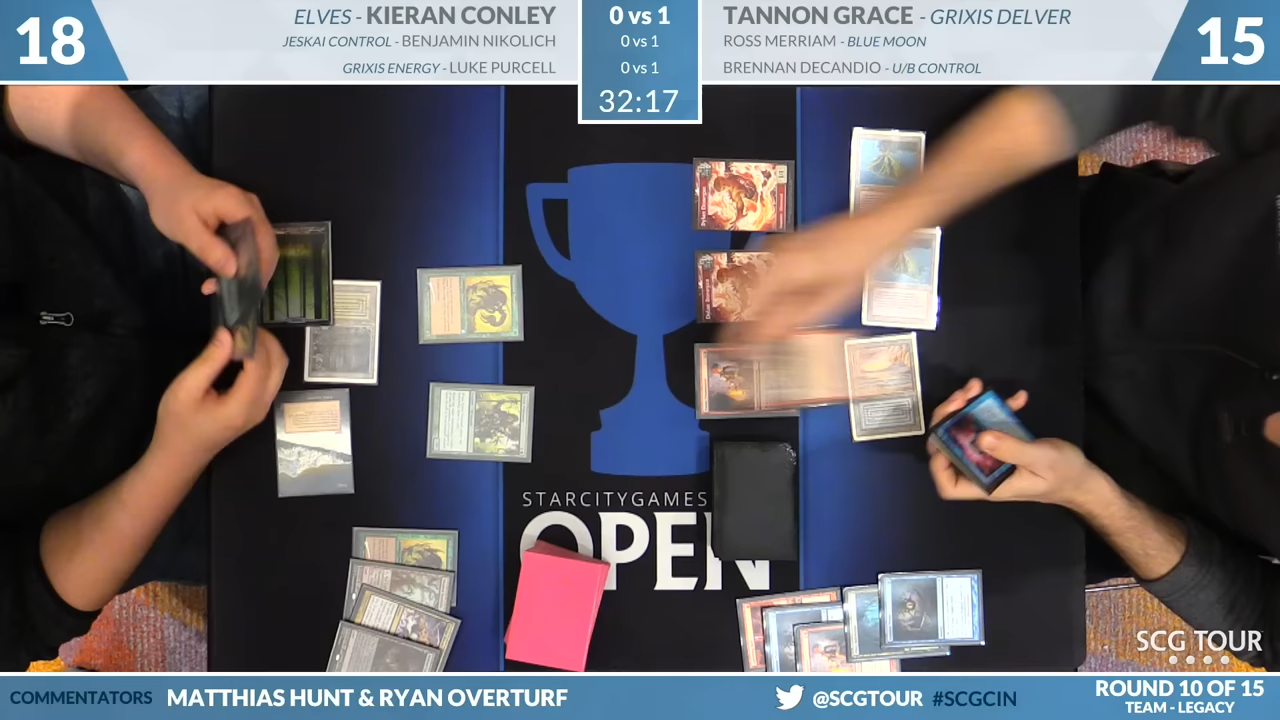 18
ELVES - KIERAN CONLEY
JESKAI CONTROL - BENJAMIN NIKOLICH
GRIXIS ENERGY - LUKE PURCELL
0 vs 1
0 vs 1
0 vs 1
32:17
TANNON GRACE - GRIXIS DELVER
ROSS MERRIAM - BLUE MOON
BRENNAN DECANDIO - U/B CONTROL
15
STARCITYGAMES
OPEN
SCG TOUR
COMMENTATORS MATTHIAS HUNT & RYAN OVERTURF
@SCGTOUR #SCGCIN
ROUND 10 OF 15
TEAM - LEGACY